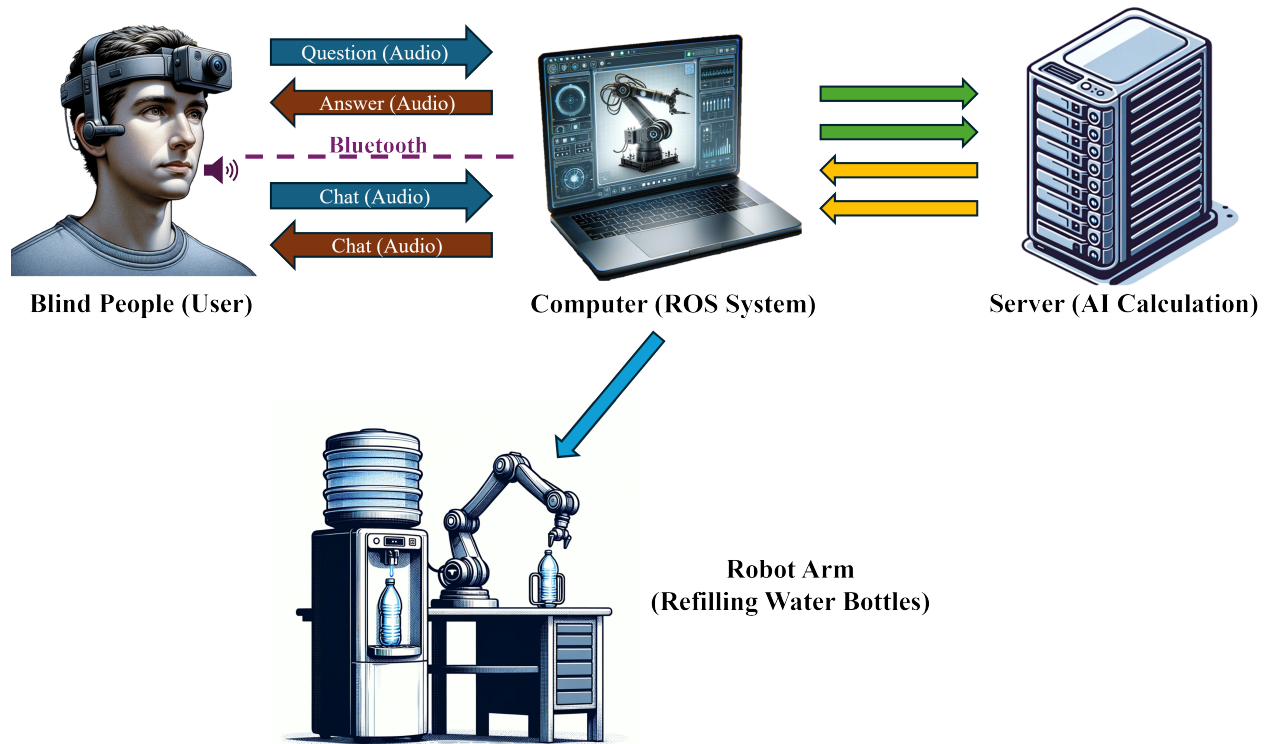 Question (Audio)
Answer (Audio)
Bluetooth
Chat (Audio)
Chat (Audio)
Blind People (User)
Computer (ROS System)
Server (AI Calculation)
Robot Arm
(Refilling Water Bottles)